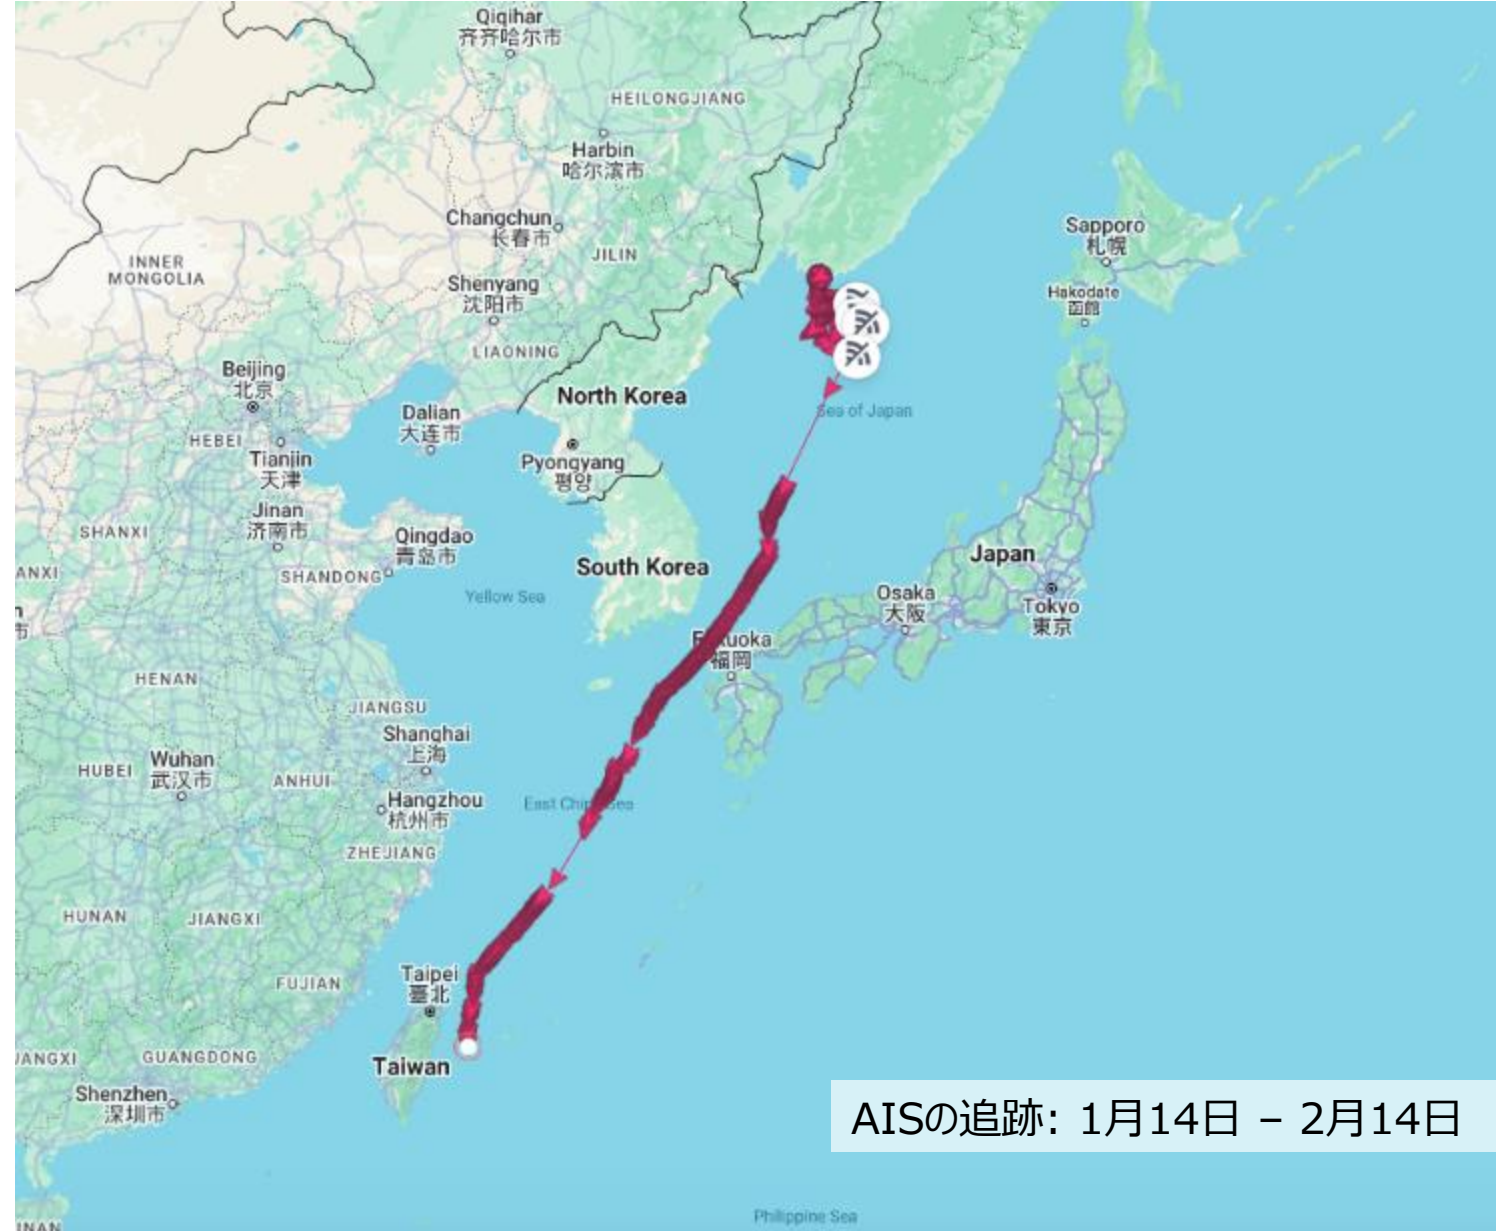 Qiqihar
齐齐哈尔市
HEILONGJIANG
Harbin
哈尔滨市
Changchun
长春市
JILIN
INNER
MONGOLIA
Shenyang
沈阳市
Sapporo
札幌
Hakodate
函館
LIAONING
Beijing
北京
North Korea
Dalian
大连市
Sea of Japan
HEBEI
Tianjin
天津
Pyongyang
평양
Jinan
济南市
SHANXI
Qingdao
青岛市
Japan
ANXI
SHANDONG
South Korea
Yellow Sea
Osaka
大阪
Tokyo
東京
市
福岡
HENAN
JIANGSU
Shanghai
上海
Wuhan
武汉市
HUBEI
ANHUI
Hangzhou
杭州市
East China Sea
ZHEJIANG
HUNAN
JIANGXI
Taipei
臺北
FUJIAN
GUANGDONG
Taiwan
Shenzhen
深圳市
AISの追跡: 1月14日 – 2月14日
Philippine Sea